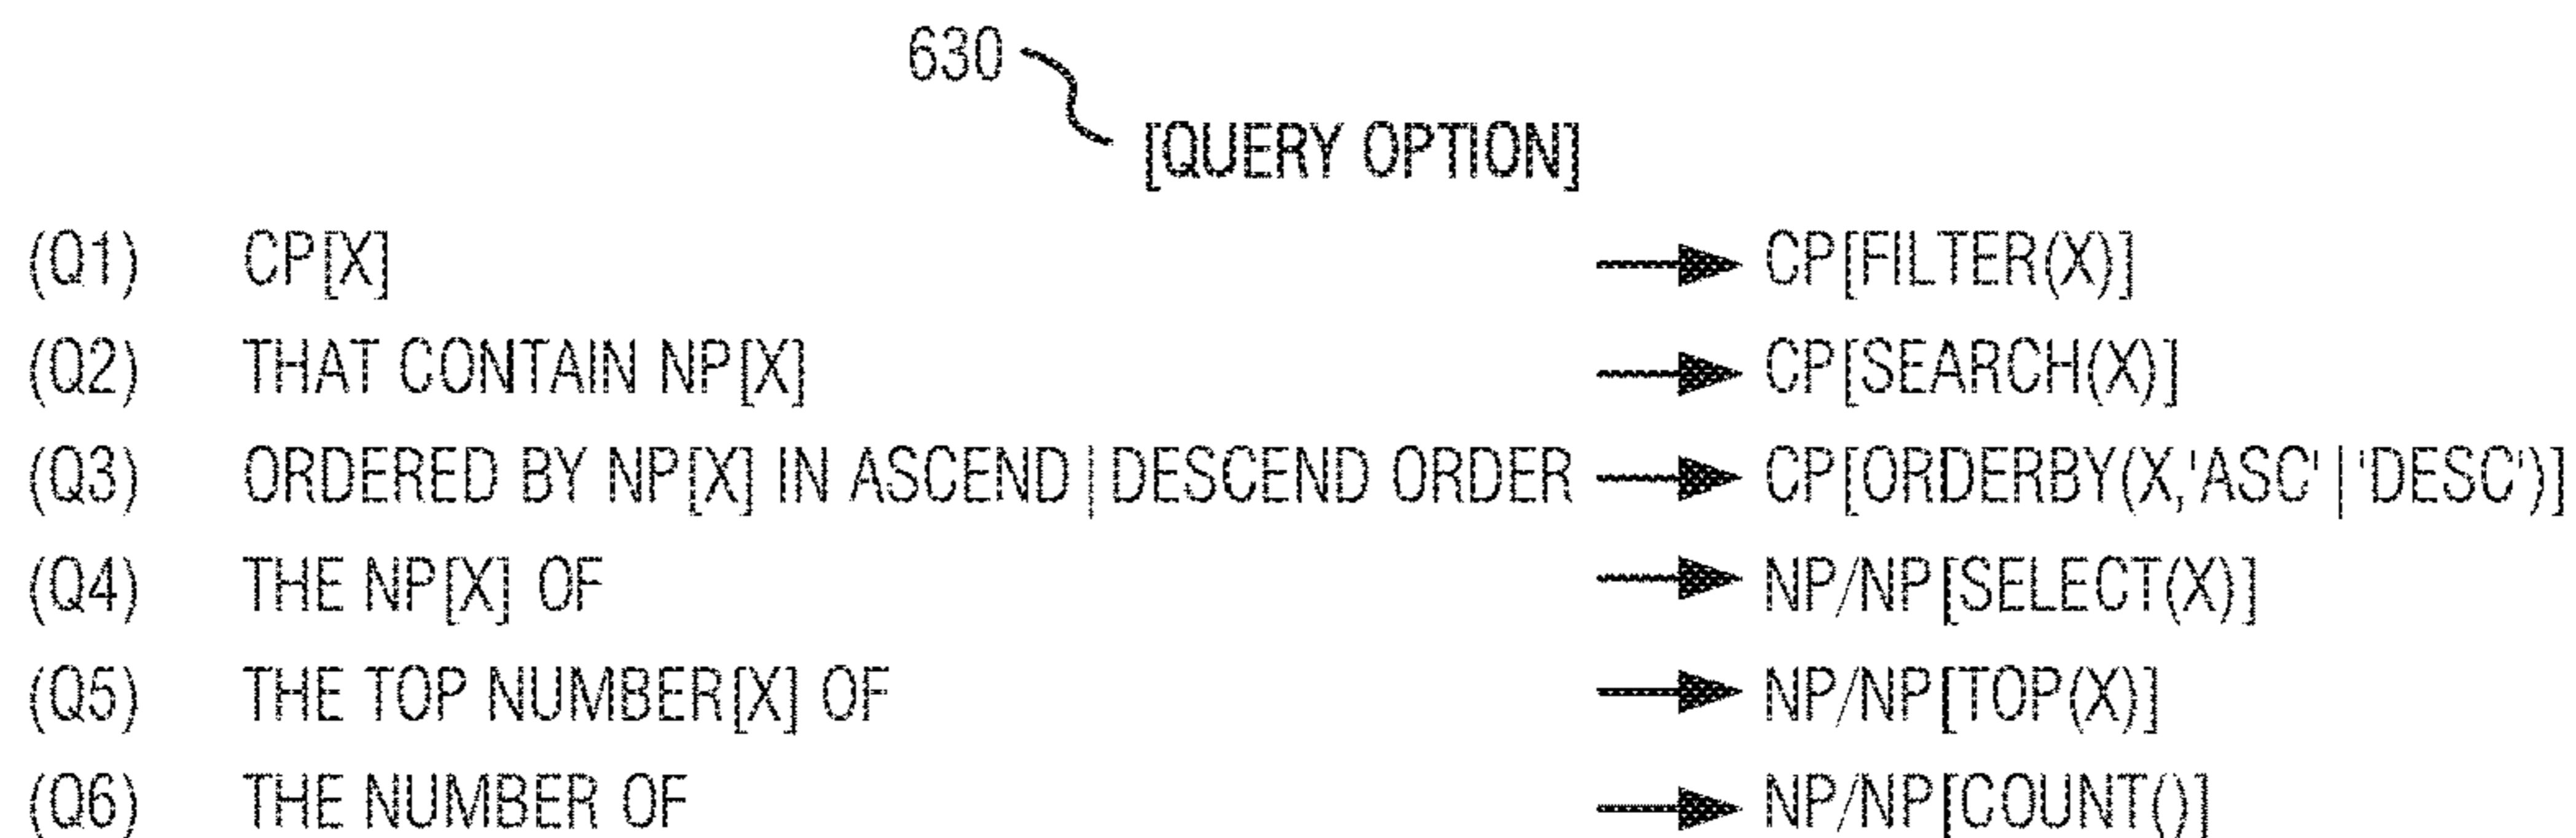 630
[QUERY OPTION]
(Q1) CP[X] → CP[FILTER(X)]
(Q2) THAT CONTAIN NP[X] → CP[SEARCH(X)]
(Q3) ORDERED BY NP[X] IN ASCEND|DESCEND ORDER → CP[ORDERBY(X,'ASC' | 'DESC')]
(Q4) THE NP[X] OF → NP/NP[SELECT(X)]
(Q5) THE TOP NUMBER[X] OF → NP/NP[TOP(X)]
(Q6) THE NUMBER OF → NP/NP[COUNT()]